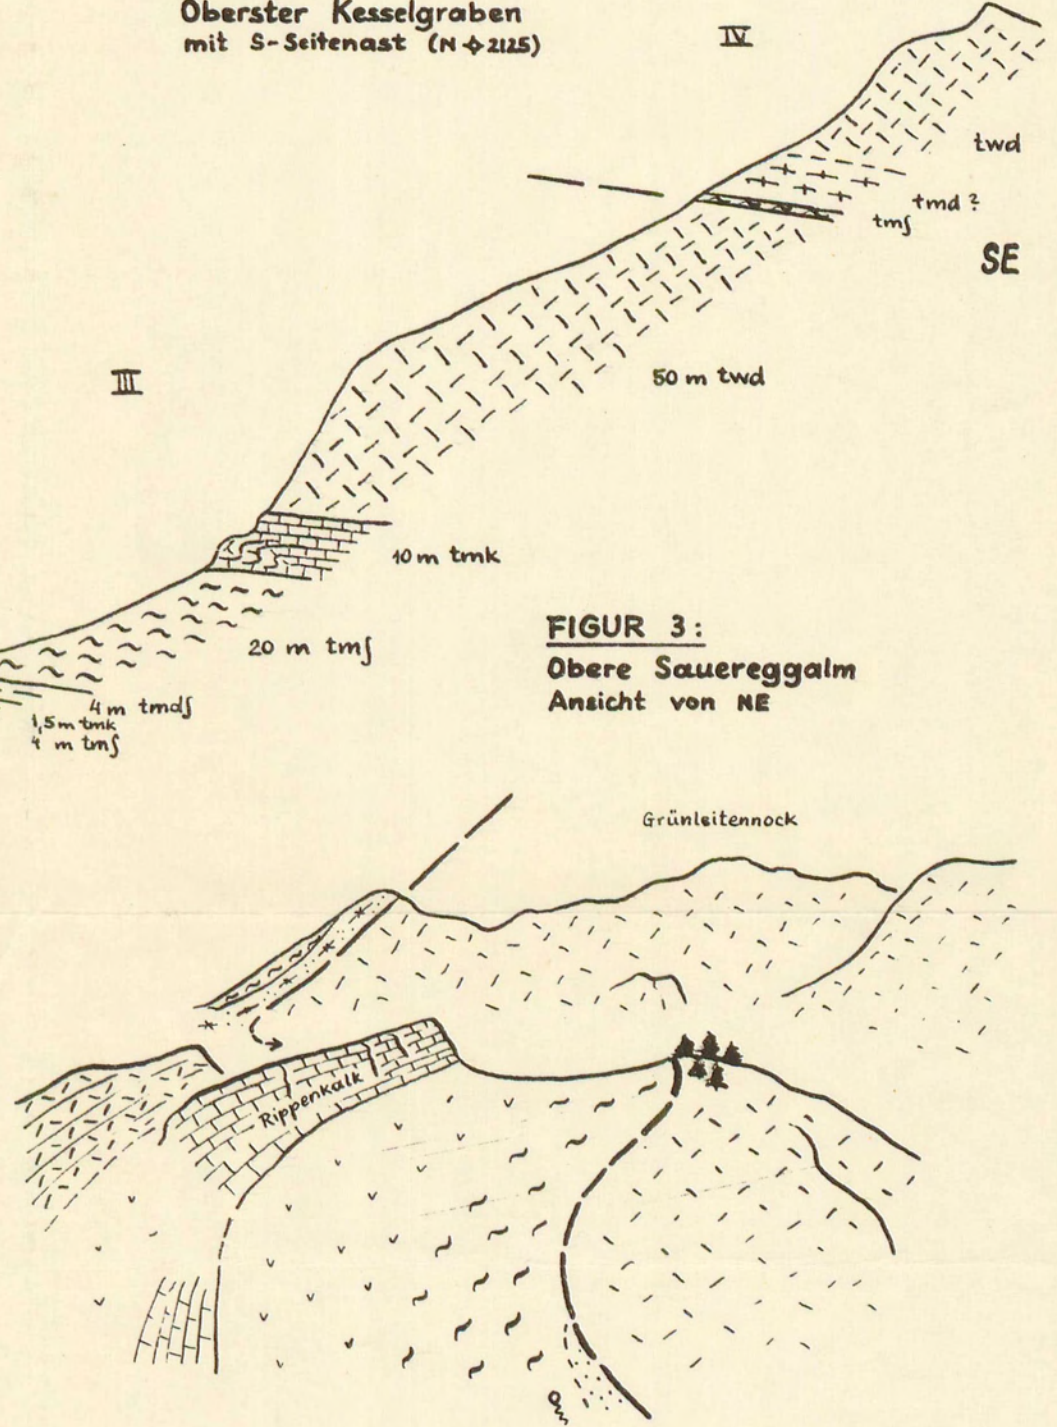 Oberster Kesselgraben
mit S-Seitenast (N ⌖ 2125)
IV
twd
tmd ?
tmʃ
SE
50 m twd
III
10 m tmk
20 m tmʃ
4 m tmdʃ
1,5 m tmk
4 m tmʃ
FIGUR 3:
Obere Sauereggalm
Ansicht von NE
Grünleitennock
Rippenkalk